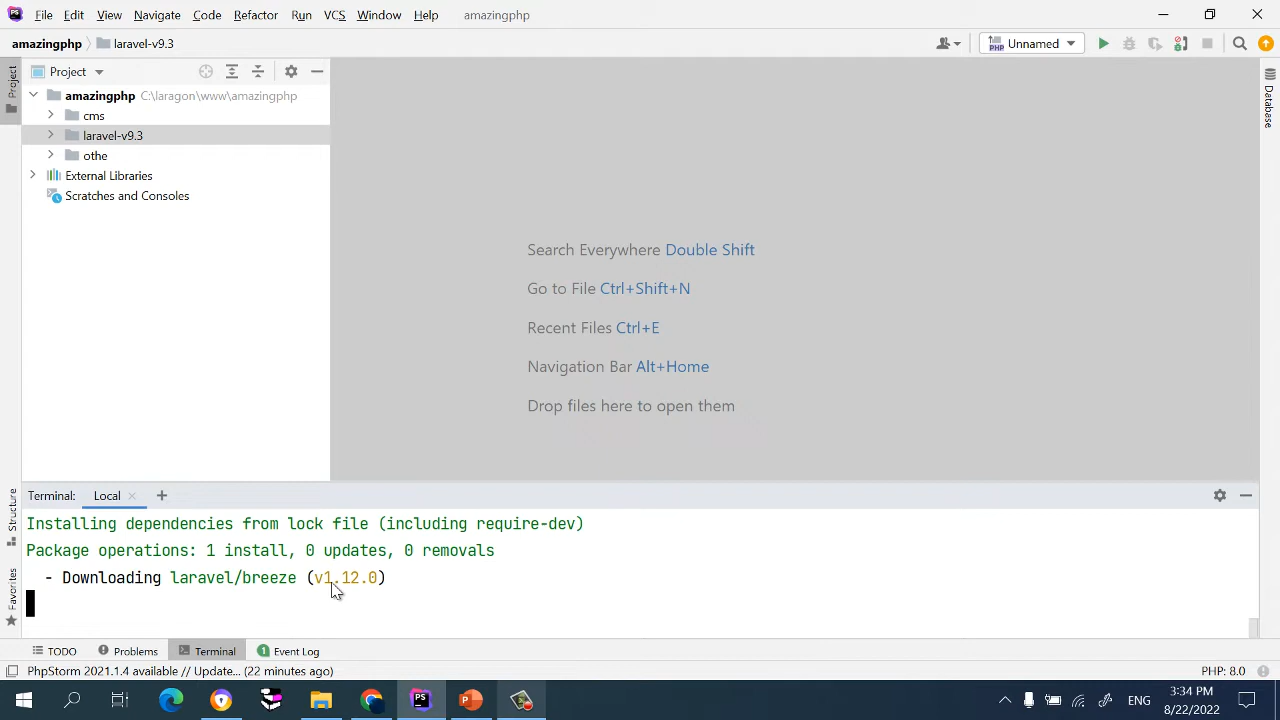 File Edit View Navigate Code Refactor Run VCS Window Help amazingphp
amazingphp laravel-v9.3
Unnamed
Project
amazingphp C:\laragon\www\amazingphp
cms
laravel-v9.3
othe
External Libraries
Scratches and Consoles
Project
Structure
Favorites
Database
Search Everywhere Double Shift
Go to File Ctrl+Shift+N
Recent Files Ctrl+E
Navigation Bar Alt+Home
Drop files here to open them
Terminal: Local
Installing dependencies from lock file (including require-dev)
Package operations: 1 install, 0 updates, 0 removals
- Downloading laravel/breeze (v1.12.0)
TODO Problems Terminal 1 Event Log
PhpStorm 2021.1.4 available // Update... (22 minutes ago)
PHP: 8.0
ENG
3:34 PM
8/22/2022